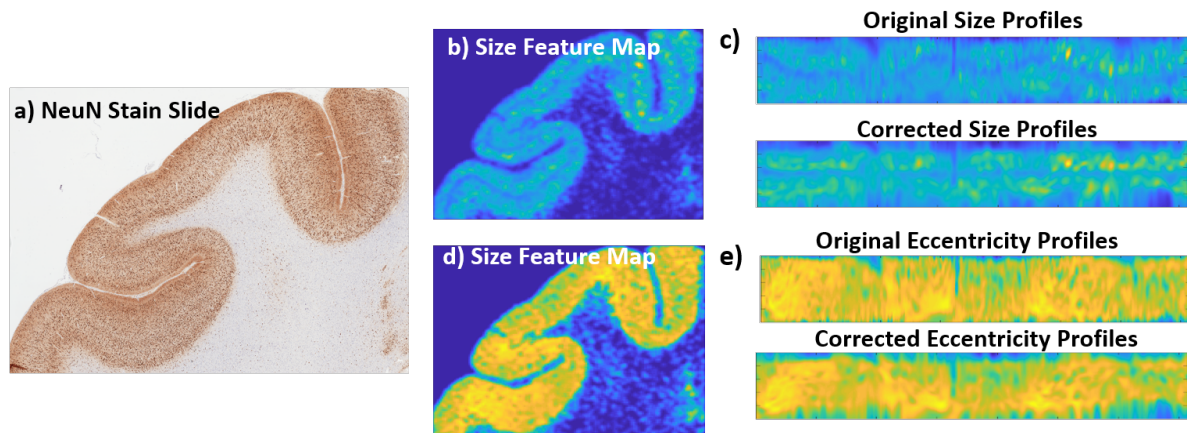 a) NeuN Stain Slide
b) Size Feature Map
c)
Original Size Profiles
Corrected Size Profiles
d) Size Feature Map
e)
Original Eccentricity Profiles
Corrected Eccentricity Profiles